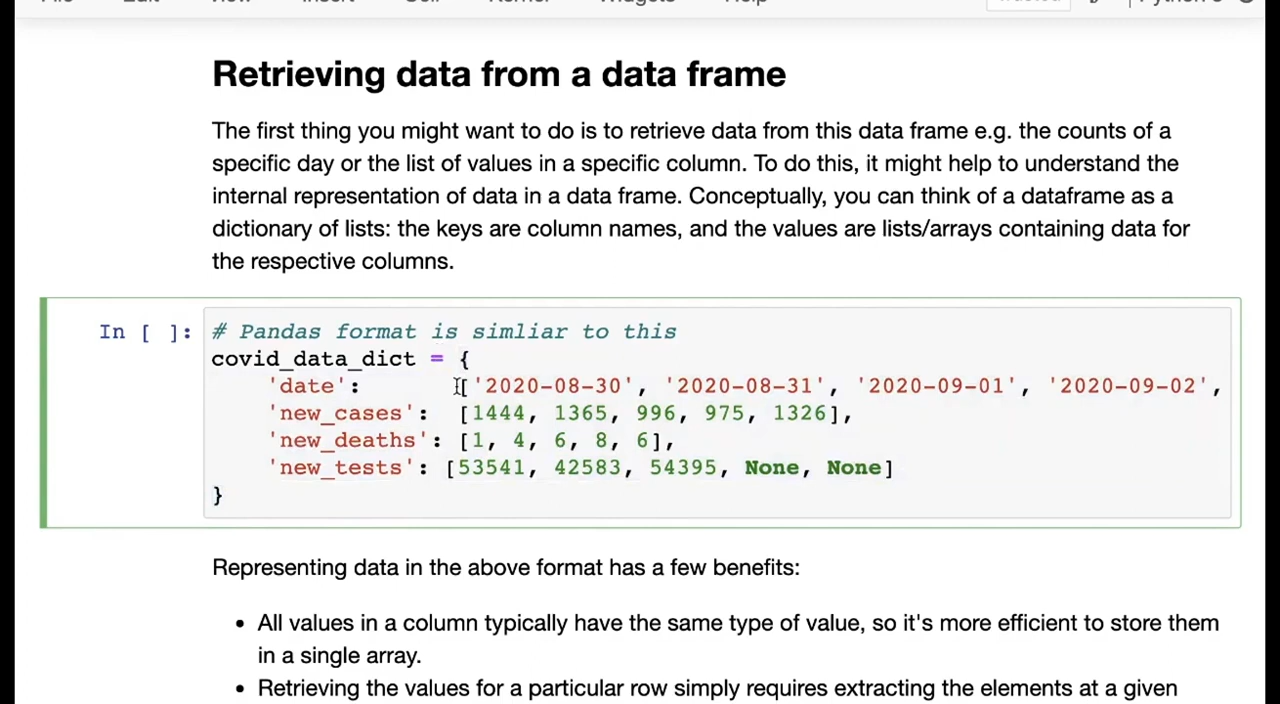 Retrieving data from a data frame
The first thing you might want to do is to retrieve data from this data frame e.g. the counts of a
specific day or the list of values in a specific column. To do this, it might help to understand the
internal representation of data in a data frame. Conceptually, you can think of a dataframe as a
dictionary of lists: the keys are column names, and the values are lists/arrays containing data for
the respective columns.
In [ ]: # Pandas format is simliar to this
covid_data_dict = {
'date': ['2020-08-30', '2020-08-31', '2020-09-01', '2020-09-02',
'new_cases': [1444, 1365, 996, 975, 1326],
'new_deaths': [1, 4, 6, 8, 6],
'new_tests': [53541, 42583, 54395, None, None]
}
Representing data in the above format has a few benefits:
• All values in a column typically have the same type of value, so it's more efficient to store them
in a single array.
• Retrieving the values for a particular row simply requires extracting the elements at a given